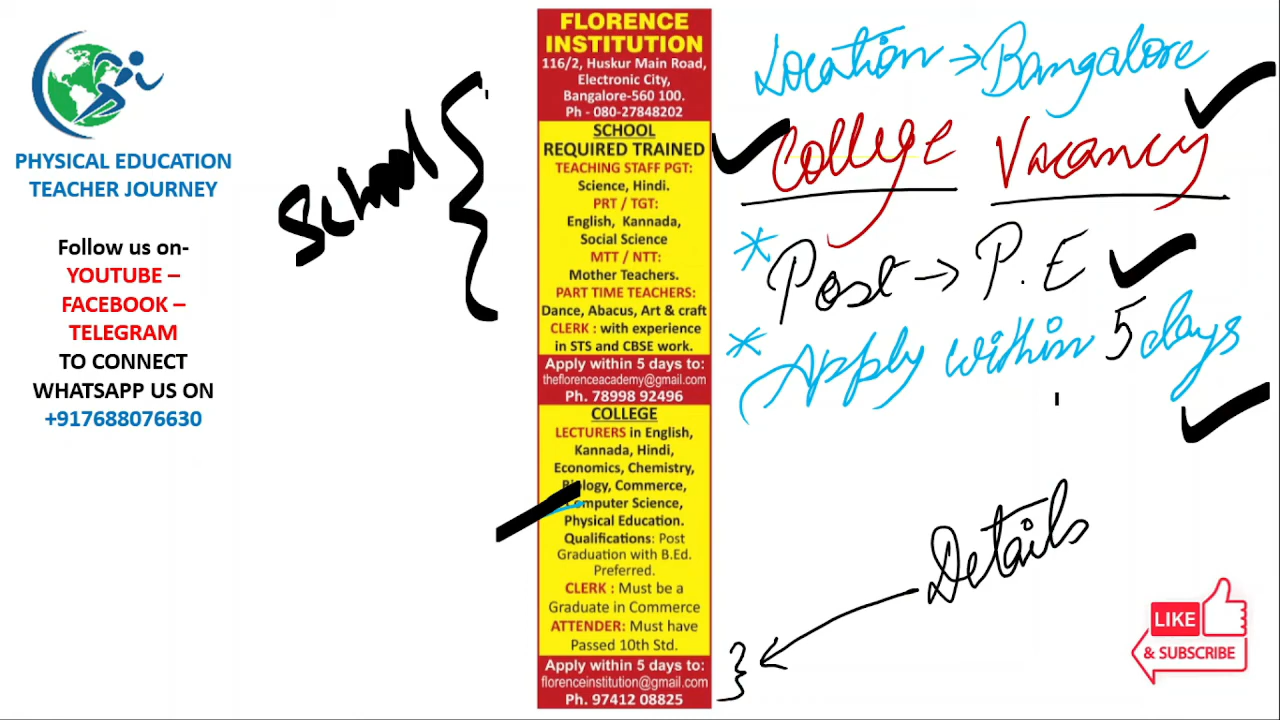 PHYSICAL EDUCATION
TEACHER JOURNEY
Follow us on-
YOUTUBE –
FACEBOOK –
TELEGRAM
TO CONNECT
WHATSAPP US ON
+917688076630
School
FLORENCE
INSTITUTION
116/2, Huskur Main Road,
Electronic City,
Bangalore-560 100.
Ph - 080-27848202
SCHOOL
REQUIRED TRAINED
TEACHING STAFF PGT:
Science, Hindi.
PRT / TGT:
English, Kannada,
Social Science
MTT / NTT:
Mother Teachers.
PART TIME TEACHERS:
Dance, Abacus, Art & craft
CLERK : with experience
in STS and CBSE work.
Apply within 5 days to:
theflorenceacademy@gmail.com
Ph. 78998 92496
COLLEGE
LECTURERS in English,
Kannada, Hindi,
Economics, Chemistry,
Biology, Commerce,
Computer Science,
Physical Education.
Qualifications: Post
Graduation with B.Ed.
Preferred.
CLERK : Must be a
Graduate in Commerce
ATTENDER: Must have
Passed 10th Std.
Apply within 5 days to:
florenceinstitution@gmail.com
Ph. 97412 08825
Location → Bangalore
College Vacancy
* Post → P.E
* Apply within 5 days
Details
LIKE
& SUBSCRIBE